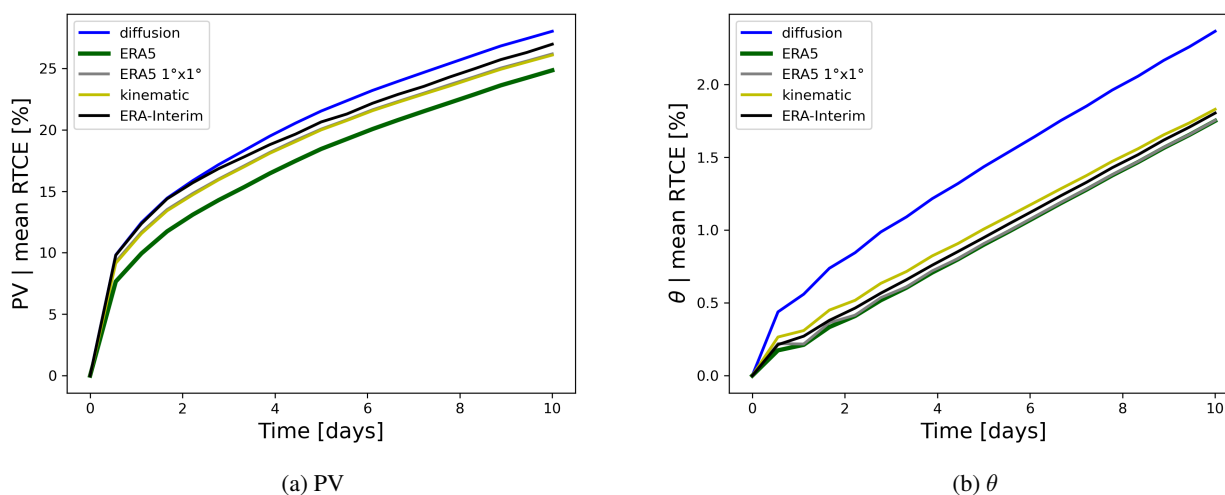 PV | mean RTCE [%]
25
20
15
10
5
0
diffusion
ERA5
ERA5 1°x1°
kinematic
ERA-Interim
0 2 4 6 8 10
Time [days]
(a) PV
θ | mean RTCE [%]
2.0
1.5
1.0
0.5
0.0
diffusion
ERA5
ERA5 1°x1°
kinematic
ERA-Interim
0 2 4 6 8 10
Time [days]
(b) θ